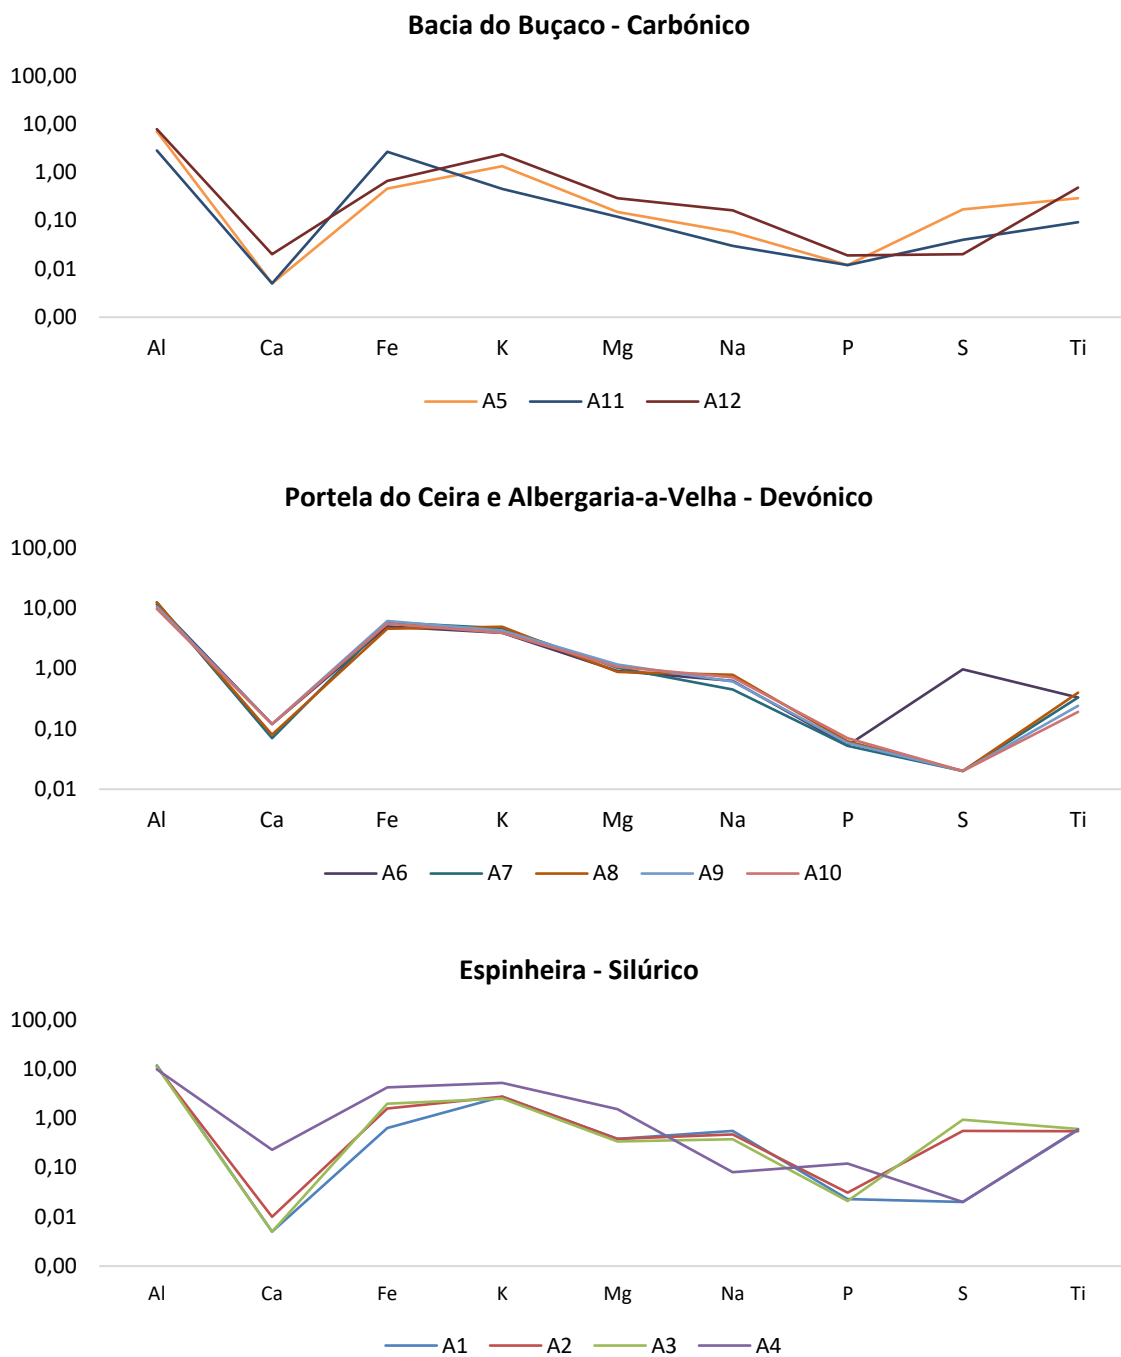 Bacia do Buçaco - Carbónico
100,00
10,00
1,00
0,10
0,01
0,00
Al Ca Fe K Mg Na P S Ti
A5 A11 A12
Portela do Ceira e Albergaria-a-Velha - Devónico
100,00
10,00
1,00
0,10
0,01
Al Ca Fe K Mg Na P S Ti
A6 A7 A8 A9 A10
Espinheira - Silúrico
100,00
10,00
1,00
0,10
0,01
0,00
Al Ca Fe K Mg Na P S Ti
A1 A2 A3 A4